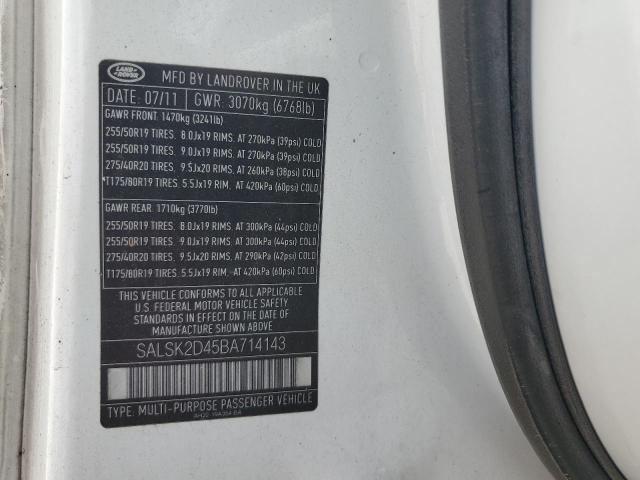 LAND
ROVER
MFD BY LANDROVER IN THE UK
DATE: 07/11 GWR: 3070kg (6768lb)
GAWR FRONT: 1470kg (3241lb)
255/50R19 TIRES. 8.0Jx19 RIMS. AT 270kPa (39psi) COLD
255/50R19 TIRES. 9.0Jx19 RIMS. AT 270kPa (39psi) COLD
275/40R20 TIRES. 9.5Jx20 RIMS. AT 260kPa (38psi) COLD
*T175/80R19 TIRES. 5.5Jx19 RIM. AT 420kPa (60psi) COLD
GAWR REAR: 1710kg (3770lb)
255/50R19 TIRES. 8.0Jx19 RIMS. AT 300kPa (44psi) COLD
255/50R19 TIRES. 9.0Jx19 RIMS. AT 300kPa (44psi) COLD
275/40R20 TIRES. 9.5Jx20 RIMS. AT 290kPa (42psi) COLD
T175/80R19 TIRES. 5.5Jx19 RIM. AT 420kPa (60psi) COLD
THIS VEHICLE CONFORMS TO ALL APPLICABLE
U.S. FEDERAL MOTOR VEHICLE SAFETY
STANDARDS IN EFFECT ON THE DATE OF
MANUFACTURE SHOWN ABOVE.
SALSK2D45BA714143
TYPE: MULTI-PURPOSE PASSENGER VEHICLE